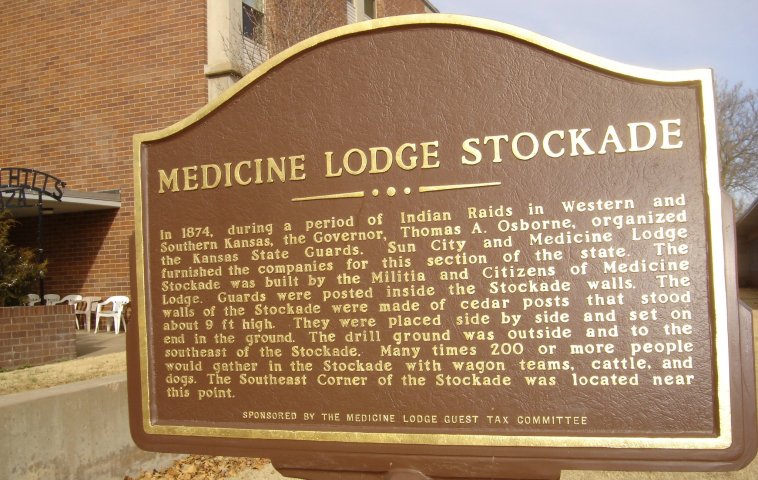 HILLS
MEDICINE LODGE STOCKADE
In 1874, during a period of Indian Raids in Western and
Southern Kansas, the Governor, Thomas A. Osborne, organized
the Kansas State Guards. Sun City and Medicine Lodge
furnished the companies for this section of the state. The
Stockade was built by the Militia and Citizens of Medicine
Lodge. Guards were posted inside the Stockade walls. The
walls of the Stockade were made of cedar posts that stood
about 9 ft high. They were placed side by side and set on
end in the ground. The drill ground was outside and to the
southeast of the Stockade. Many times 200 or more people
would gather in the Stockade with wagon teams, cattle, and
dogs. The Southeast Corner of the Stockade was located near
this point.
SPONSORED BY THE MEDICINE LODGE GUEST TAX COMMITTEE